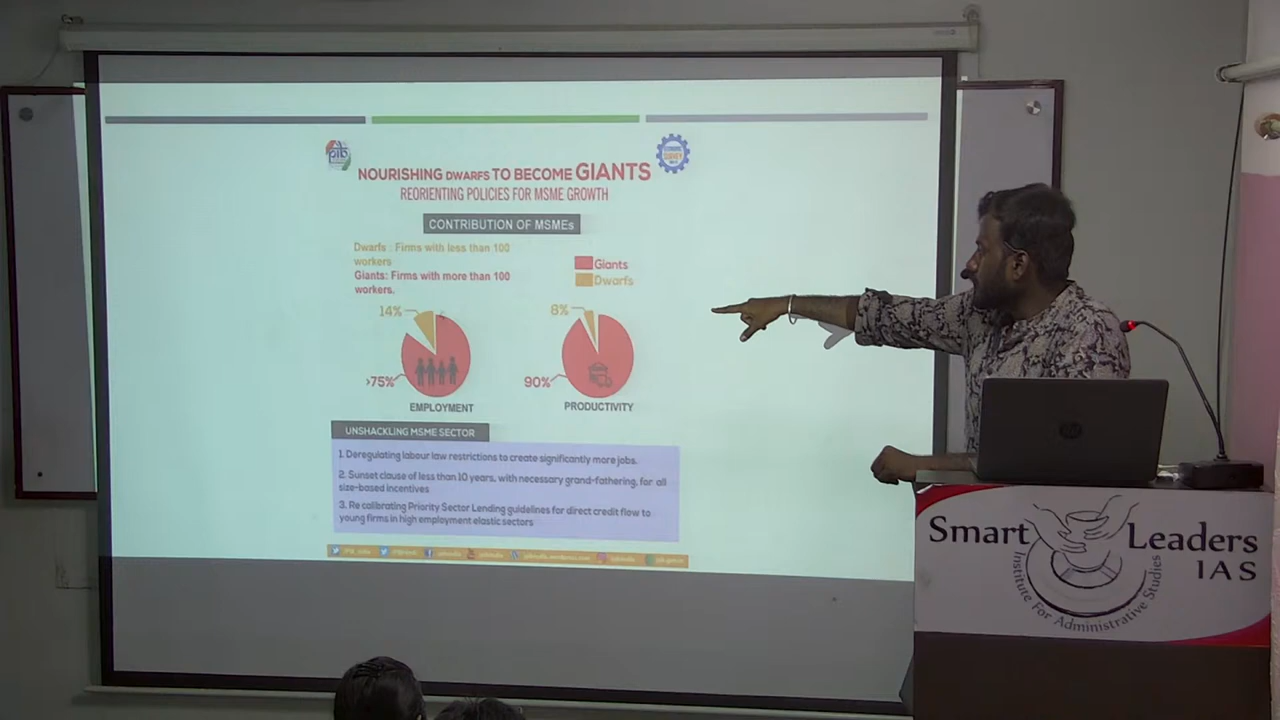 pib
ECONOMIC
SURVEY
NOURISHING DWARFS TO BECOME GIANTS
REORIENTING POLICIES FOR MSME GROWTH
CONTRIBUTION OF MSMEs
Dwarfs : Firms with less than 100
workers
Giants: Firms with more than 100
workers.
Giants
Dwarfs
14%
>75%
EMPLOYMENT
8%
90%
PRODUCTIVITY
UNSHACKLING MSME SECTOR
1. Deregulating labour law restrictions to create significantly more jobs.
2. Sunset clause of less than 10 years, with necessary grand-fathering, for all
size-based incentives
3. Re calibrating Priority Sector Lending guidelines for direct credit flow to
young firms in high employment elastic sectors
hp
Smart Leaders
IAS
Institute For Administrative Studies